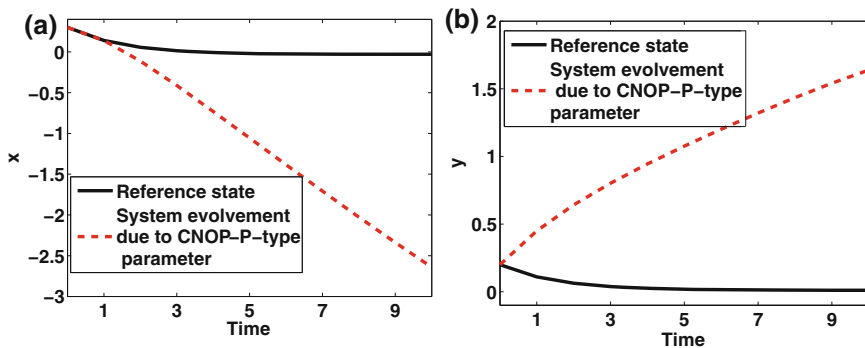 (a)
0
−0.5
−1
−1.5
−2
−2.5
−3
x
Reference state
System evolvement
due to CNOP−P−type
parameter
1 3 5 7 9
Time
(b)
2
1.5
1
0.5
0
y
Reference state
System evolvement
due to CNOP−P−type
parameter
1 3 5 7 9
Time